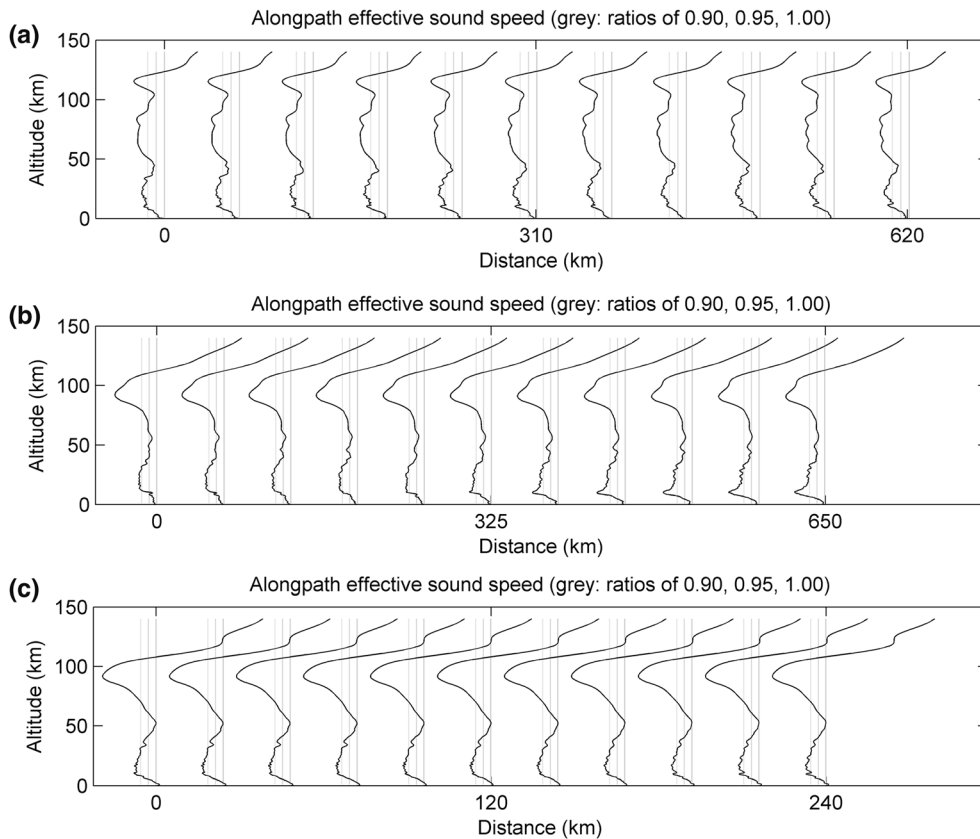 (a)
Alongpath effective sound speed (grey: ratios of 0.90, 0.95, 1.00)
150
100
50
0
Altitude (km)
0 310 620
Distance (km)
(b)
Alongpath effective sound speed (grey: ratios of 0.90, 0.95, 1.00)
150
100
50
0
Altitude (km)
0 325 650
Distance (km)
(c)
Alongpath effective sound speed (grey: ratios of 0.90, 0.95, 1.00)
150
100
50
0
Altitude (km)
0 120 240
Distance (km)